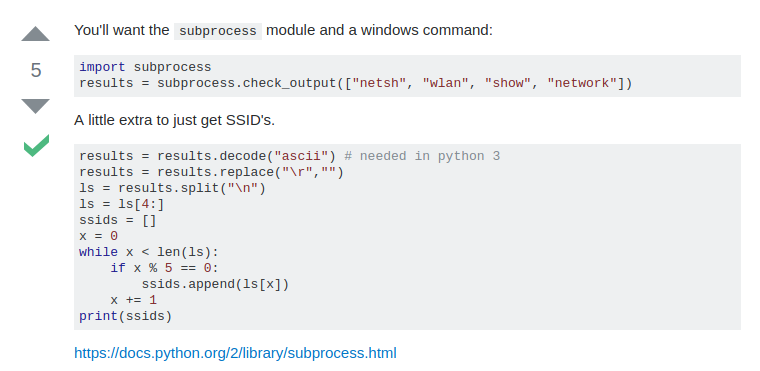 You'll want the subprocess module and a windows command:
5
import subprocess
results = subprocess.check_output(["netsh", "wlan", "show", "network"])
A little extra to just get SSID's.
results = results.decode("ascii") # needed in python 3
results = results.replace("\r","")
ls = results.split("\n")
ls = ls[4:]
ssids = []
x = 0
while x < len(ls):
    if x % 5 == 0:
        ssids.append(ls[x])
    x += 1
print(ssids)
https://docs.python.org/2/library/subprocess.html